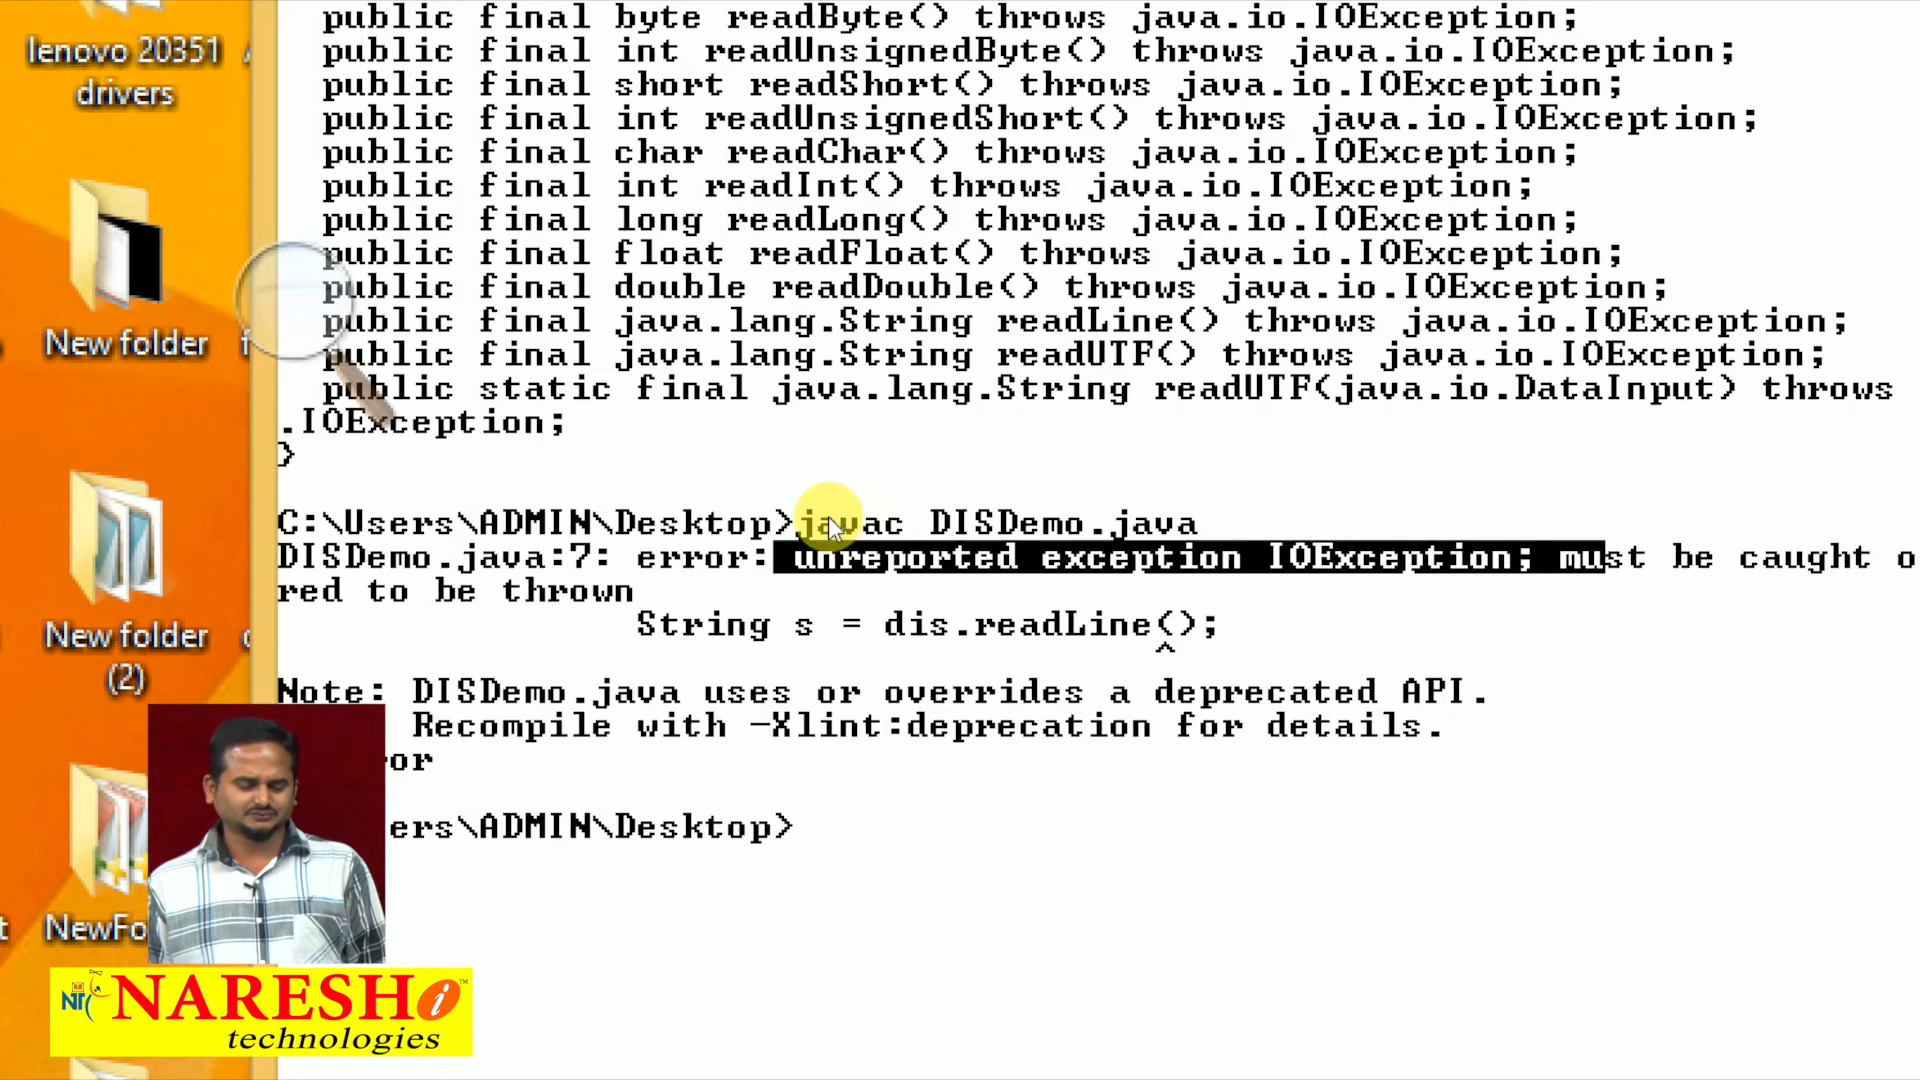 lenovo 20351
drivers
New folder
New folder
(2)
NewFo
public final byte readByte() throws java.io.IOException;
public final int readUnsignedByte() throws java.io.IOException;
public final short readShort() throws java.io.IOException;
public final int readUnsignedShort() throws java.io.IOException;
public final char readChar() throws java.io.IOException;
public final int readInt() throws java.io.IOException;
public final long readLong() throws java.io.IOException;
public final float readFloat() throws java.io.IOException;
public final double readDouble() throws java.io.IOException;
public final java.lang.String readLine() throws java.io.IOException;
public final java.lang.String readUTF() throws java.io.IOException;
public static final java.lang.String readUTF(java.io.DataInput) throws
.IOException;
}
C:\Users\ADMIN\Desktop>javac DISDemo.java
DISDemo.java:7: error: unreported exception IOException; must be caught o
red to be thrown
String s = dis.readLine();
^
Note: DISDemo.java uses or overrides a deprecated API.
Recompile with -Xlint:deprecation for details.
or
ers\ADMIN\Desktop>
NARESH i ™
technologies